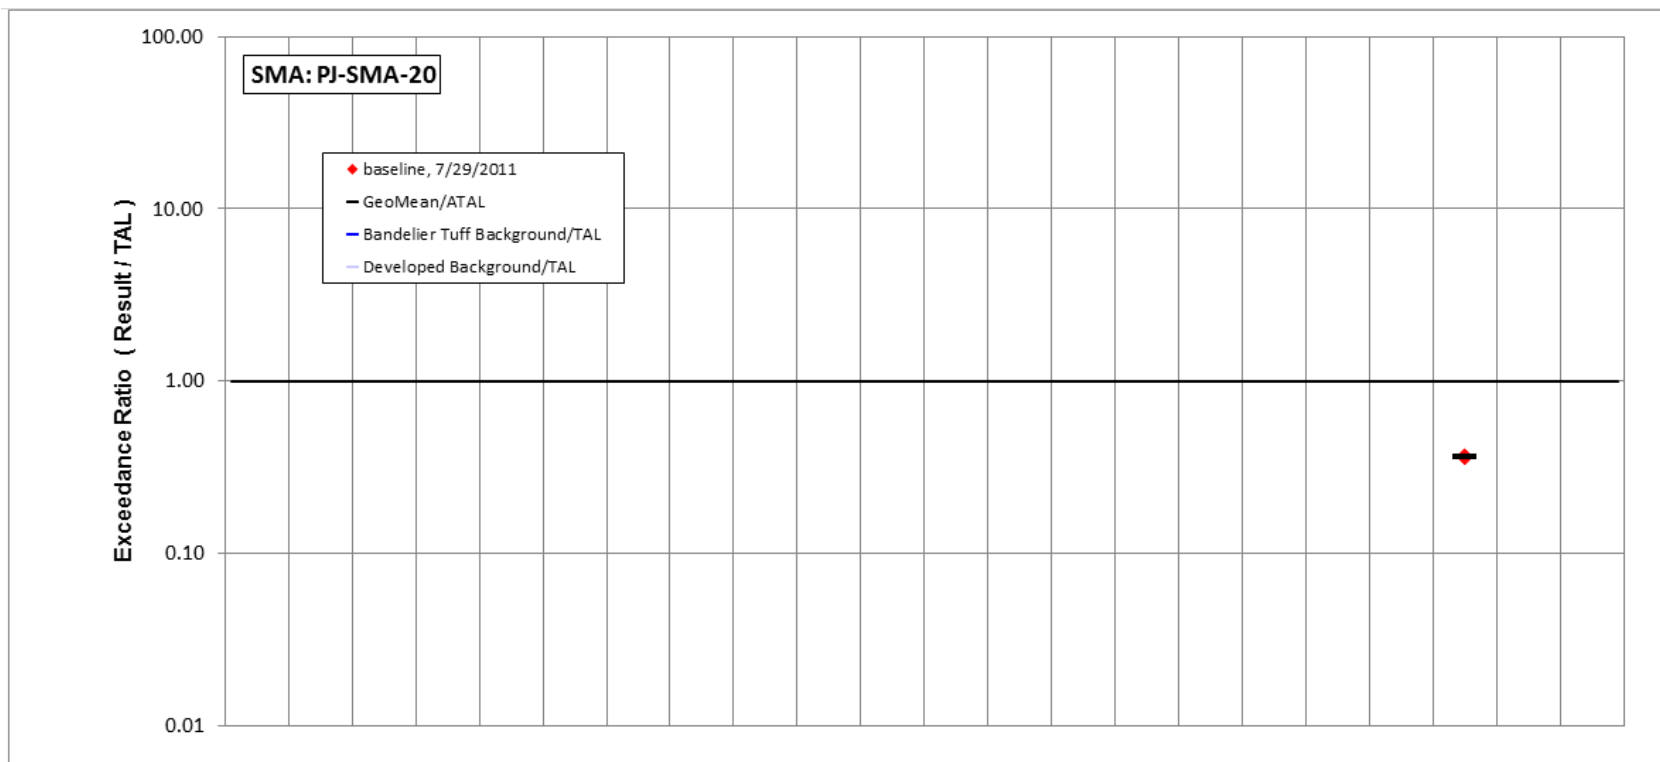 100.00
SMA: PJ-SMA-20
baseline, 7/29/2011
GeoMean/ATAL
Bandelier Tuff Background/TAL
Developed Background/TAL
10.00
1.00
0.10
0.01
Exceedance Ratio ( Result / TAL )